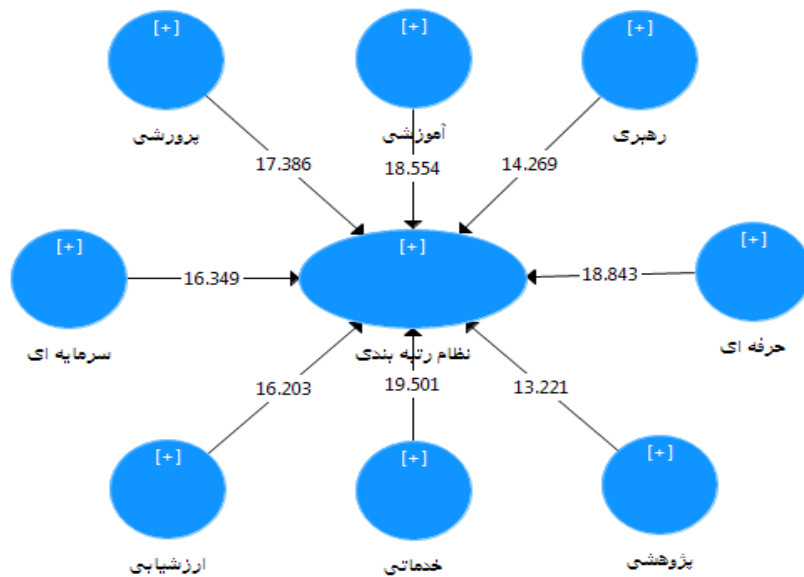 [+]
[+]
[+]
رهبری
آموزشی
پرورشی
14.269
18.554
17.386
[+]
[+]
[+]
18.843
16.349
حرفه ای
نظام رتبه بندی
سرمایه ای
13.221
19.501
16.203
[+]
[+]
[+]
پژوهشی
خدماتی
ارزشیابی